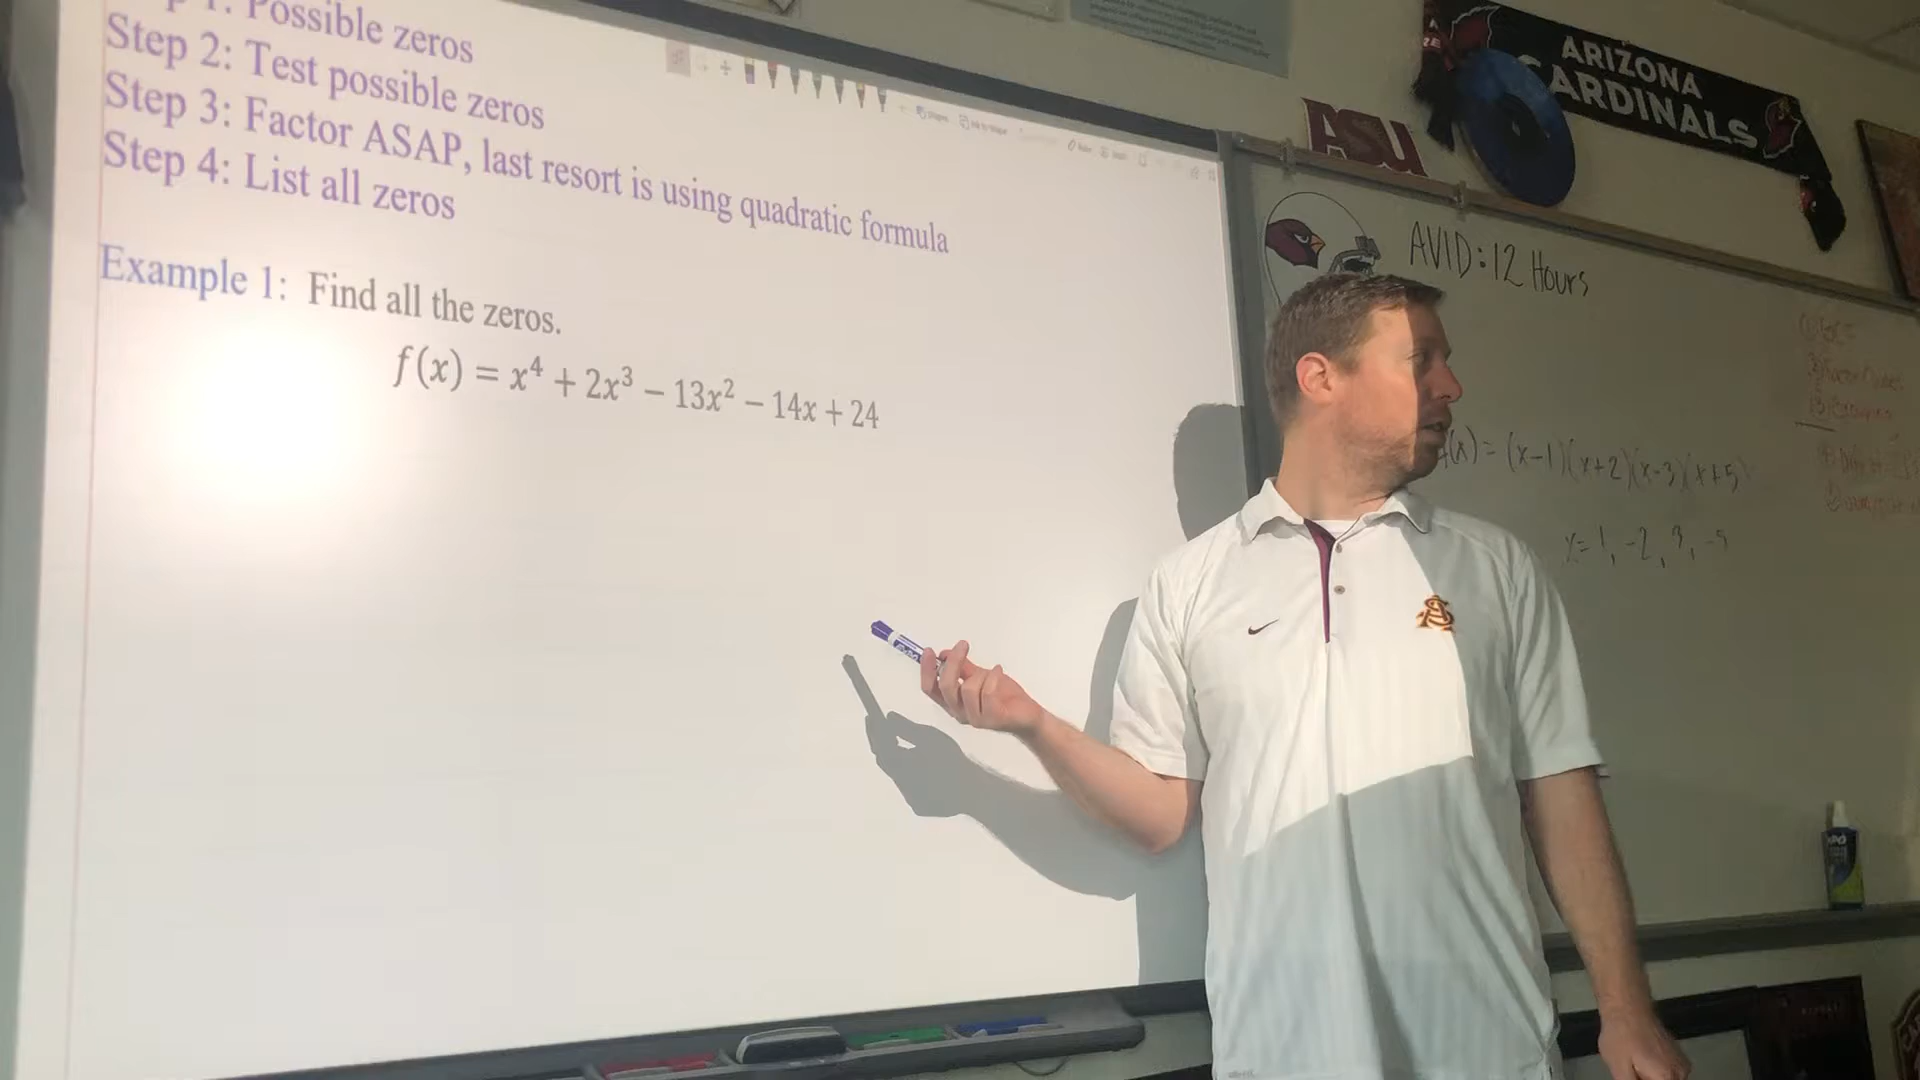 1: Possible zeros
Step 2: Test possible zeros
Step 3: Factor ASAP, last resort is using quadratic formula
Step 4: List all zeros
Example 1: Find all the zeros.
f(x) = x⁴ + 2x³ − 13x² − 14x + 24
ARIZONA
CARDINALS
ASU
AVID: 12 Hours
(x) = (x-1)(x+2)(x-3)(x+5)
x = 1, -2, 3, -5
EXPO